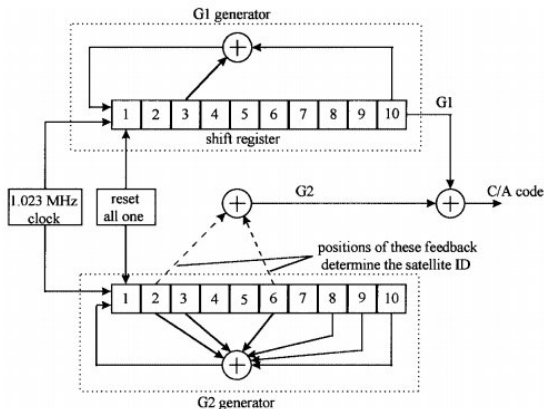 G1 generator
+
1 2 3 4 5 6 7 8 9 10
G1
shift register
1.023 MHz
clock
reset
all one
+
G2
+
C/A code
positions of these feedback
determine the satellite ID
1 2 3 4 5 6 7 8 9 10
+
G2 generator